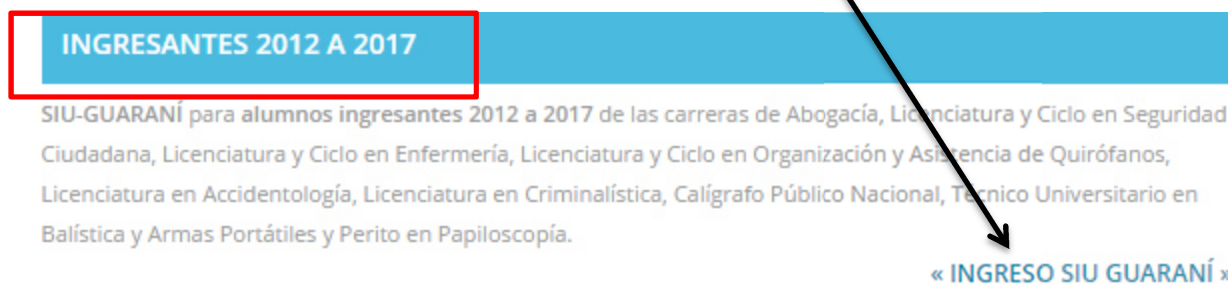 INGRESANTES 2012 A 2017
SIU-GUARANÍ para alumnos ingresantes 2012 a 2017 de las carreras de Abogacía, Licenciatura y Ciclo en Seguridad
Ciudadana, Licenciatura y Ciclo en Enfermería, Licenciatura y Ciclo en Organización y Asistencia de Quirófanos,
Licenciatura en Accidentología, Licenciatura en Criminalística, Calígrafo Público Nacional, Técnico Universitario en
Balística y Armas Portátiles y Perito en Papiloscopía.
« INGRESO SIU GUARANÍ »